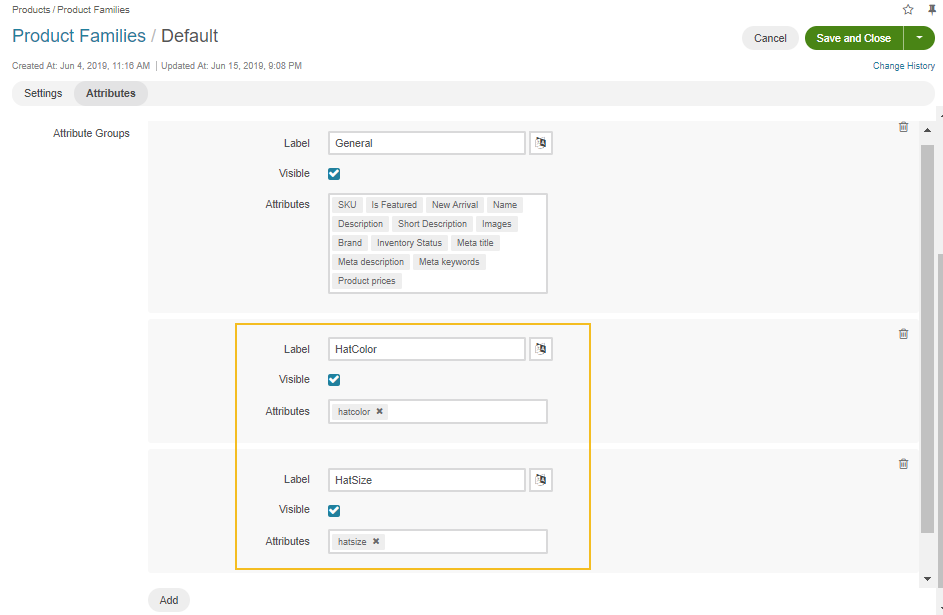 Products / Product Families
Product Families / Default
Cancel
Save and Close
Created At: Jun 4, 2019, 11:16 AM | Updated At: Jun 15, 2019, 9:08 PM
Change History
Settings
Attributes
Attribute Groups
Label
General
Visible
Attributes
SKU Is Featured New Arrival Name
Description Short Description Images
Brand Inventory Status Meta title
Meta description Meta keywords
Product prices
Label
HatColor
Visible
Attributes
hatcolor
Label
HatSize
Visible
Attributes
hatsize
Add